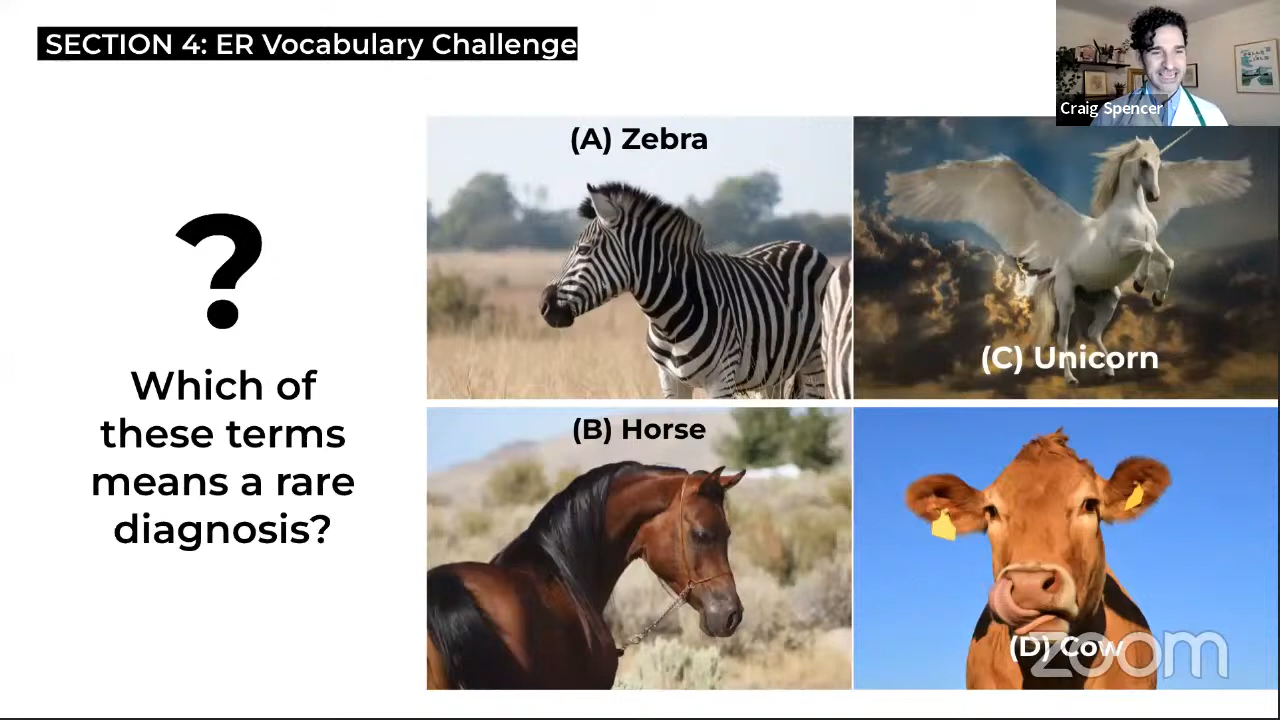 SECTION 4: ER Vocabulary Challenge
Craig Spencer
(A) Zebra
(C) Unicorn
?
Which of
these terms
means a rare
diagnosis?
(B) Horse
(D) Cow
zoom